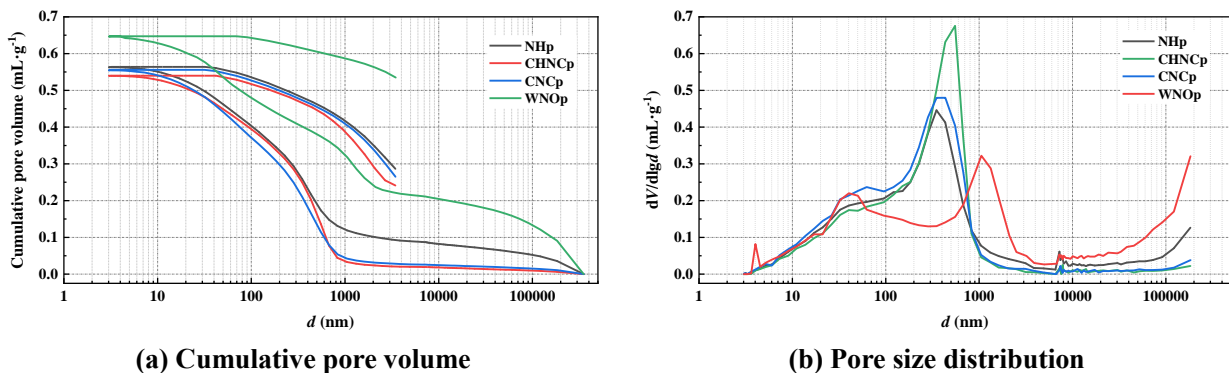 0.7
0.6
0.5
0.4
0.3
0.2
0.1
0.0
Cumulative pore volume (mL·g⁻¹)
NHp
CHNCp
CNCp
WNOp
1 10 100 1000 10000 100000
d (nm)
(a) Cumulative pore volume
0.7
0.6
0.5
0.4
0.3
0.2
0.1
0.0
dV/dlgd (mL·g⁻¹)
NHp
CHNCp
CNCp
WNOp
1 10 100 1000 10000 100000
d (nm)
(b) Pore size distribution